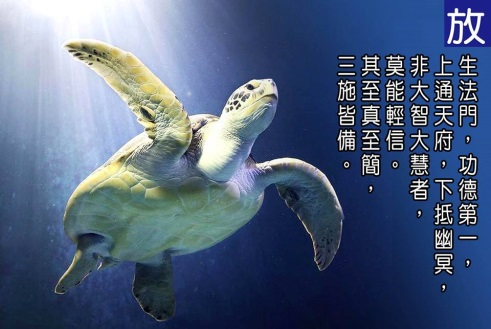 放
生法門，功德第一，
上通天府，下抵幽冥，
非大智大慧者，
莫能輕信。
其至真至簡，
三施皆備。